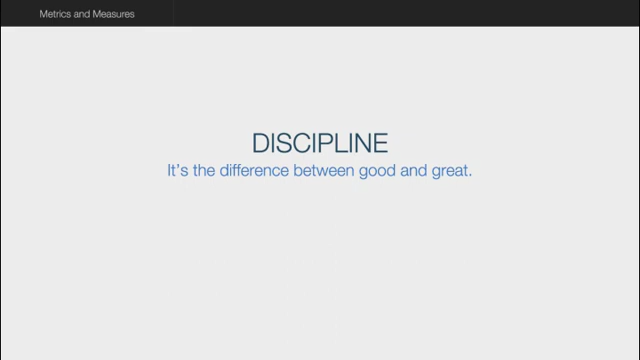 Metrics and Measures
DISCIPLINE
It's the difference between good and great.